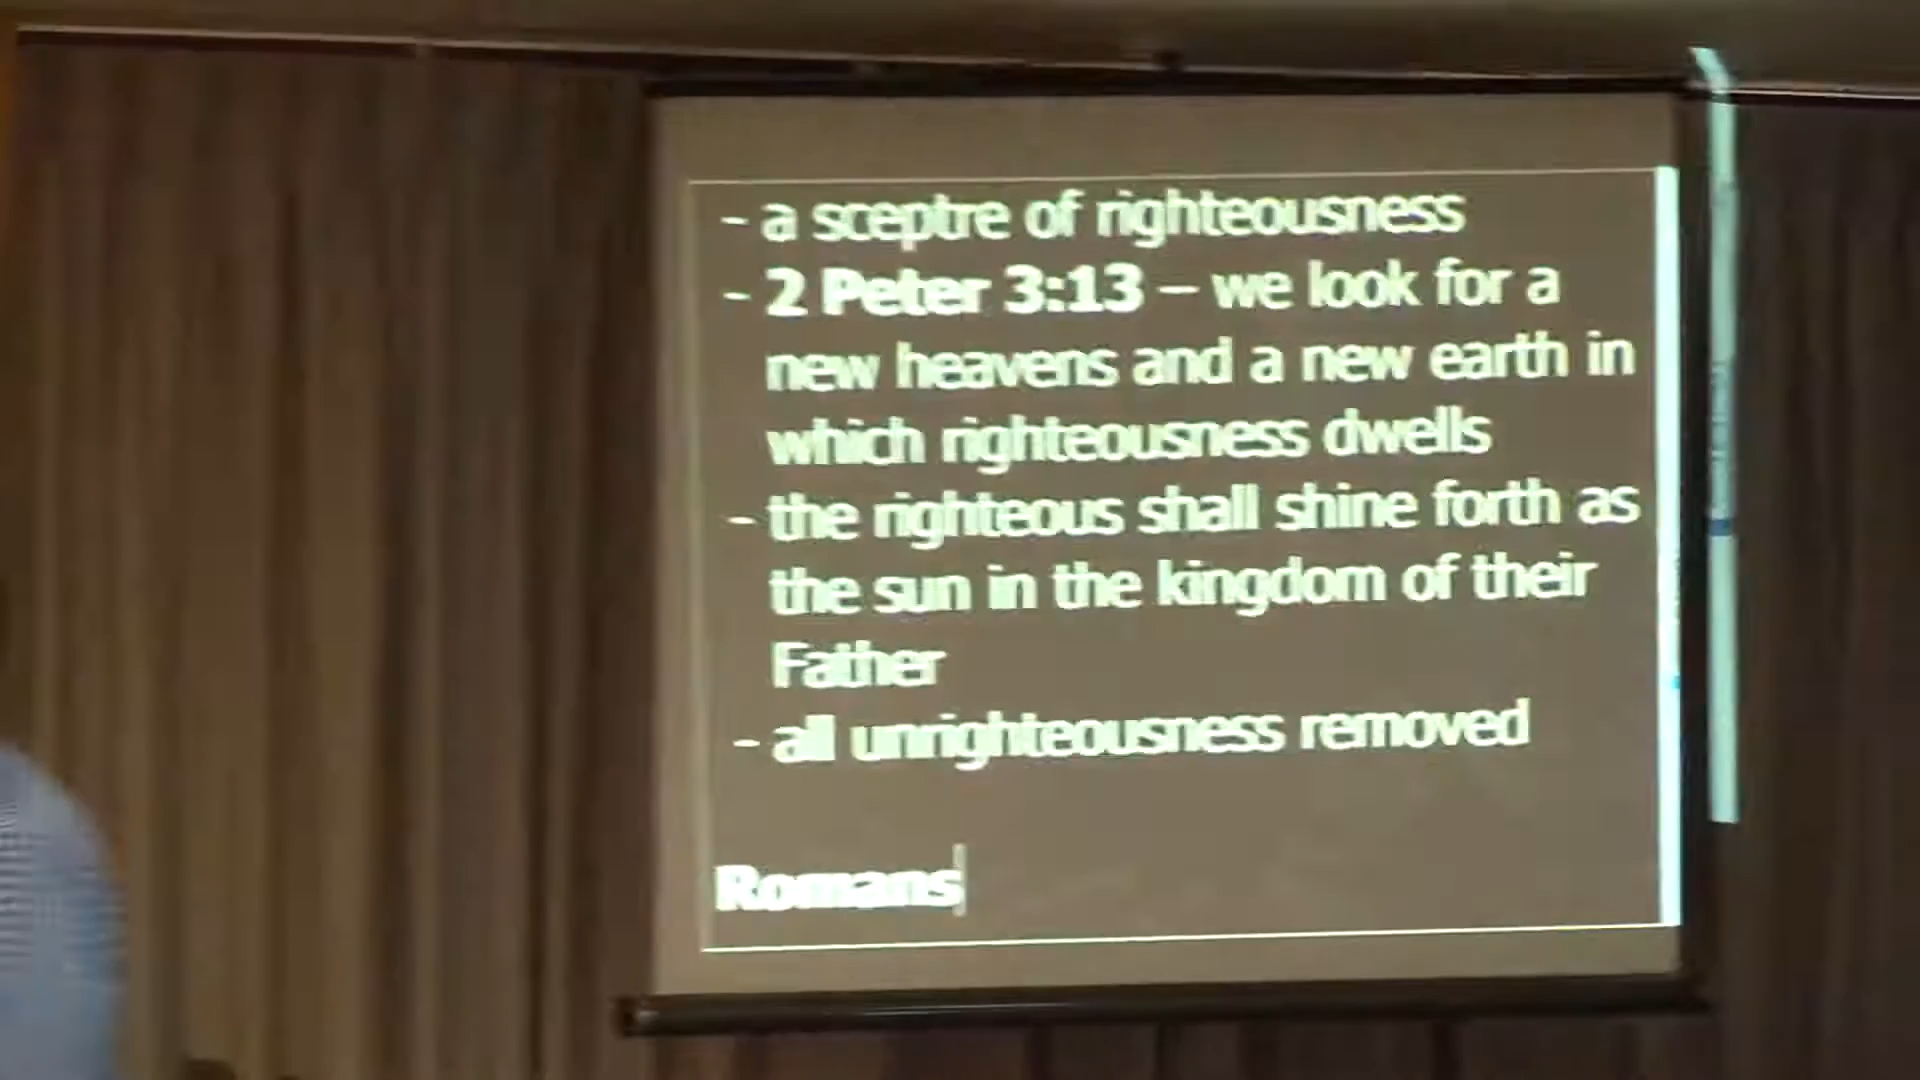 - a sceptre of righteousness
- 2 Peter 3:13 – we look for a
new heavens and a new earth in
which righteousness dwells
- the righteous shall shine forth as
the sun in the kingdom of their
Father
- all unrighteousness removed
Romans